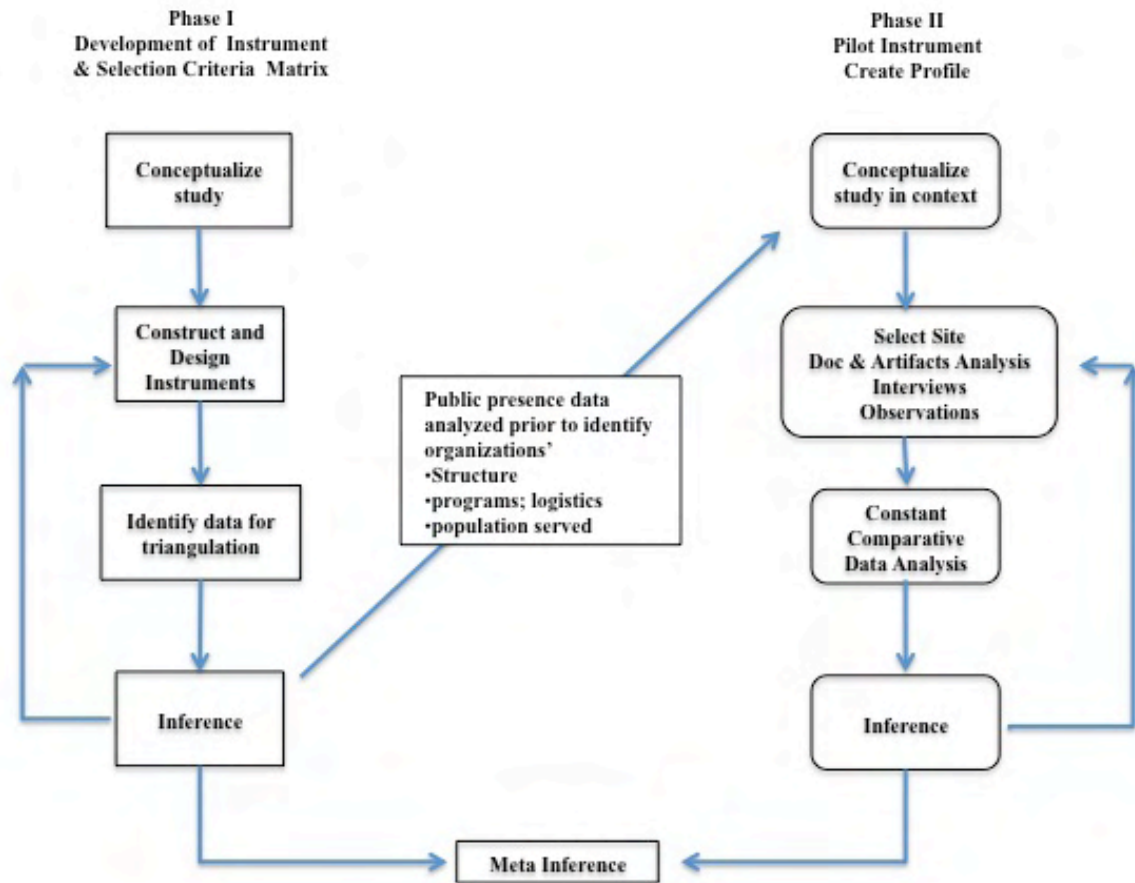 Phase I
Development of Instrument
& Selection Criteria Matrix
Phase II
Pilot Instrument
Create Profile
Conceptualize
study
Construct and
Design
Instruments
Identify data for
triangulation
Inference
Public presence data
analyzed prior to identify
organizations’
•Structure
•programs; logistics
•population served
Conceptualize
study in context
Select Site
Doc & Artifacts Analysis
Interviews
Observations
Constant
Comparative
Data Analysis
Inference
Meta Inference